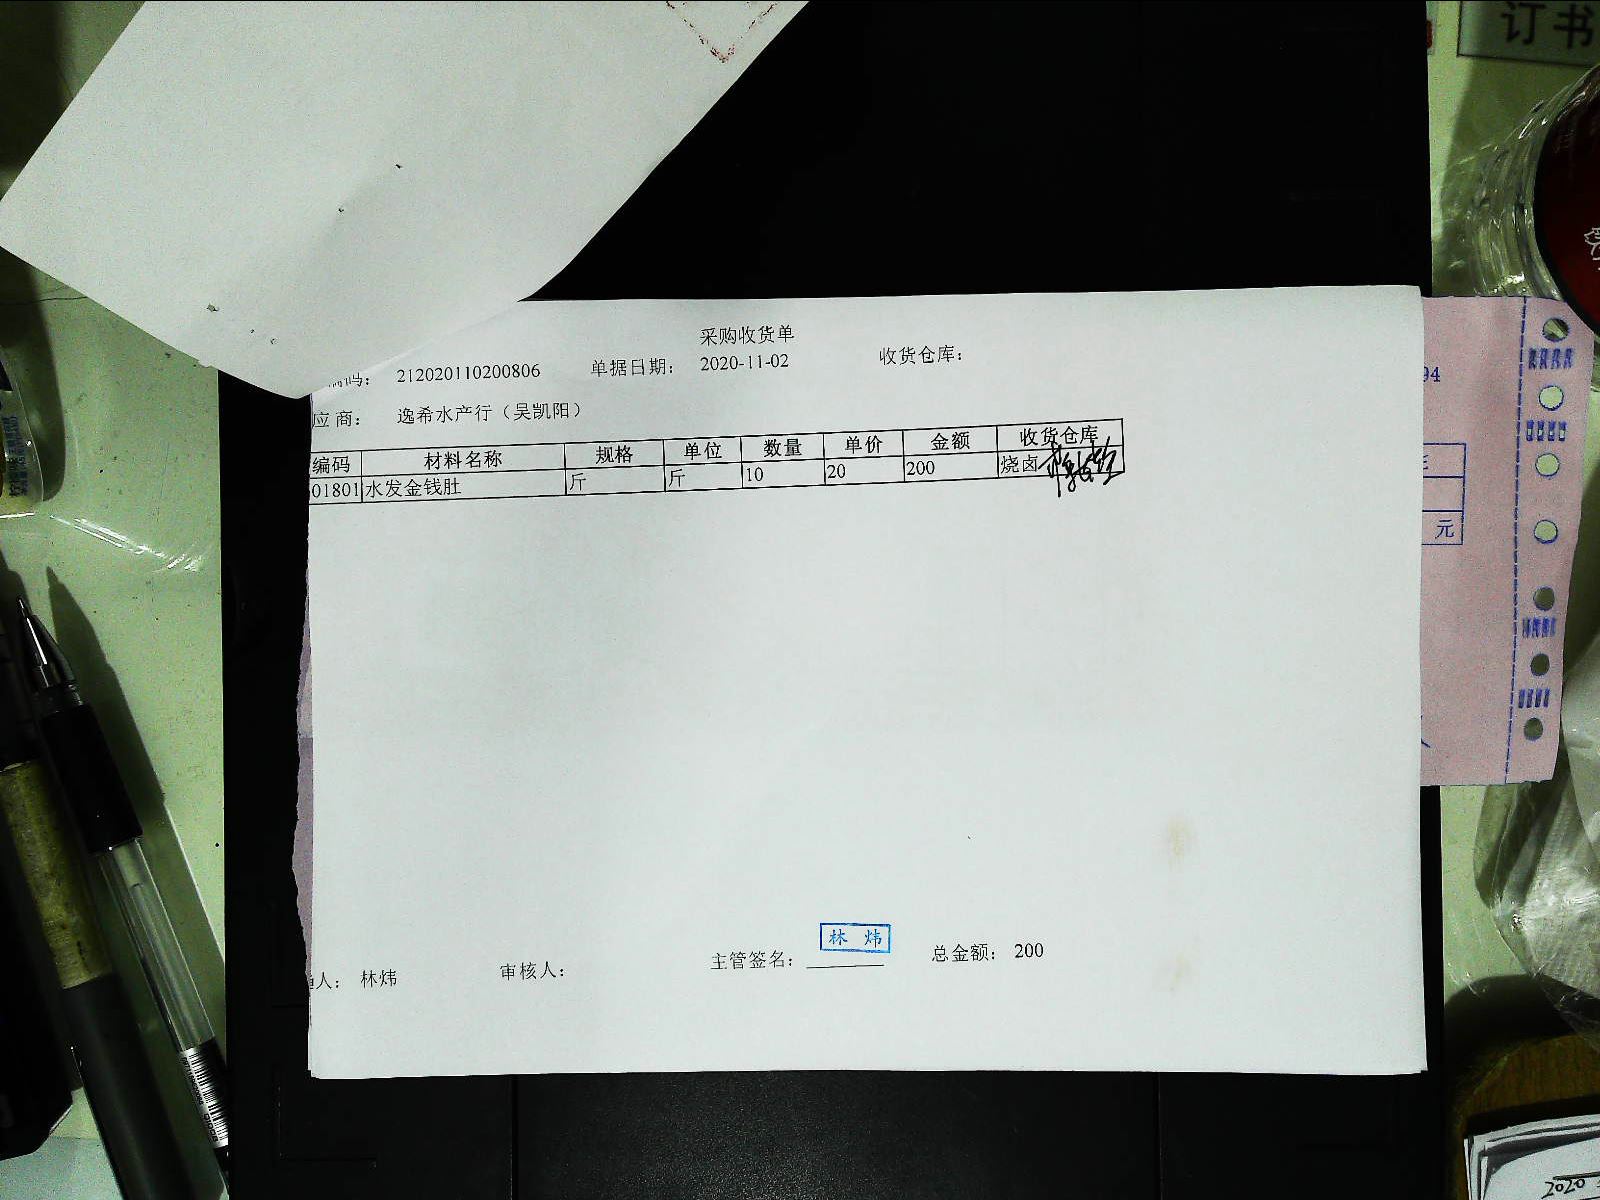 订书
采购收货单
编码： 212020110200806 单据日期： 2020-11-02 收货仓库：
应商： 逸希水产行（吴凯阳）
编码 材料名称 规格 单位 数量 单价 金额 收货仓库
01801 水发金钱肚 斤 斤 10 20 200 烧卤
林炜
人： 林炜 审核人： 主管签名： 总金额： 200
94
元
2020